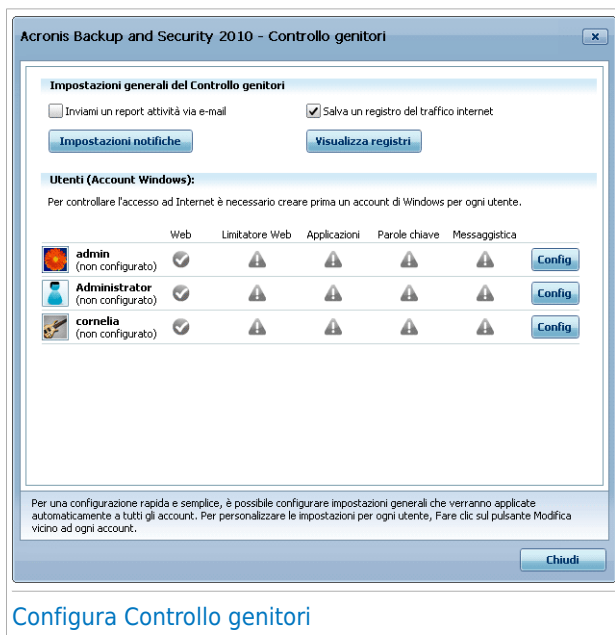 Acronis Backup and Security 2010 - Controllo genitori
Impostazioni generali del Controllo genitori
Inviami un report attività via e-mail
Salva un registro del traffico internet
Impostazioni notifiche
Visualizza registri
Utenti (Account Windows):
Per controllare l'accesso ad Internet è necessario creare prima un account di Windows per ogni utente.
Web Limitatore Web Applicazioni Parole chiave Messaggistica
admin
(non configurato)
Config
Administrator
(non configurato)
Config
cornelia
(non configurato)
Config
Per una configurazione rapida e semplice, è possibile configurare impostazioni generali che verranno applicate
automaticamente a tutti gli account. Per personalizzare le impostazioni per ogni utente, Fare clic sul pulsante Modifica
vicino ad ogni account.
Chiudi
Configura Controllo genitori